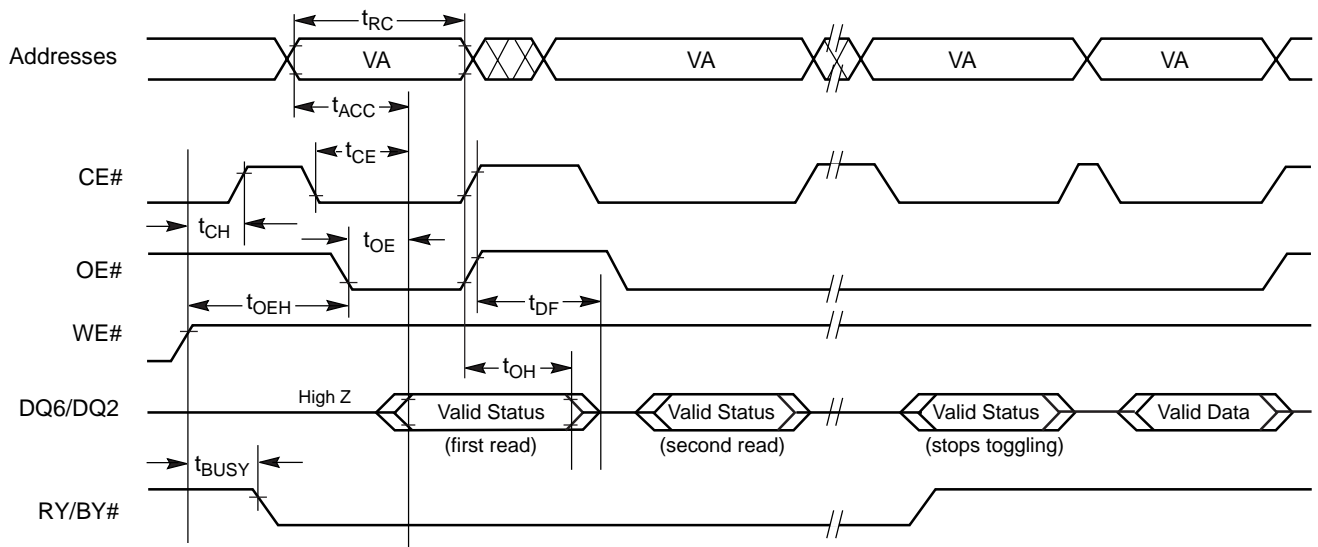 tRC
Addresses VA VA VA VA
tACC
tCE
CE#
tCH
tOE
OE#
tOEH
tDF
WE#
tOH
DQ6/DQ2 High Z Valid Status Valid Status Valid Status Valid Data
(first read) (second read) (stops toggling)
tBUSY
RY/BY#